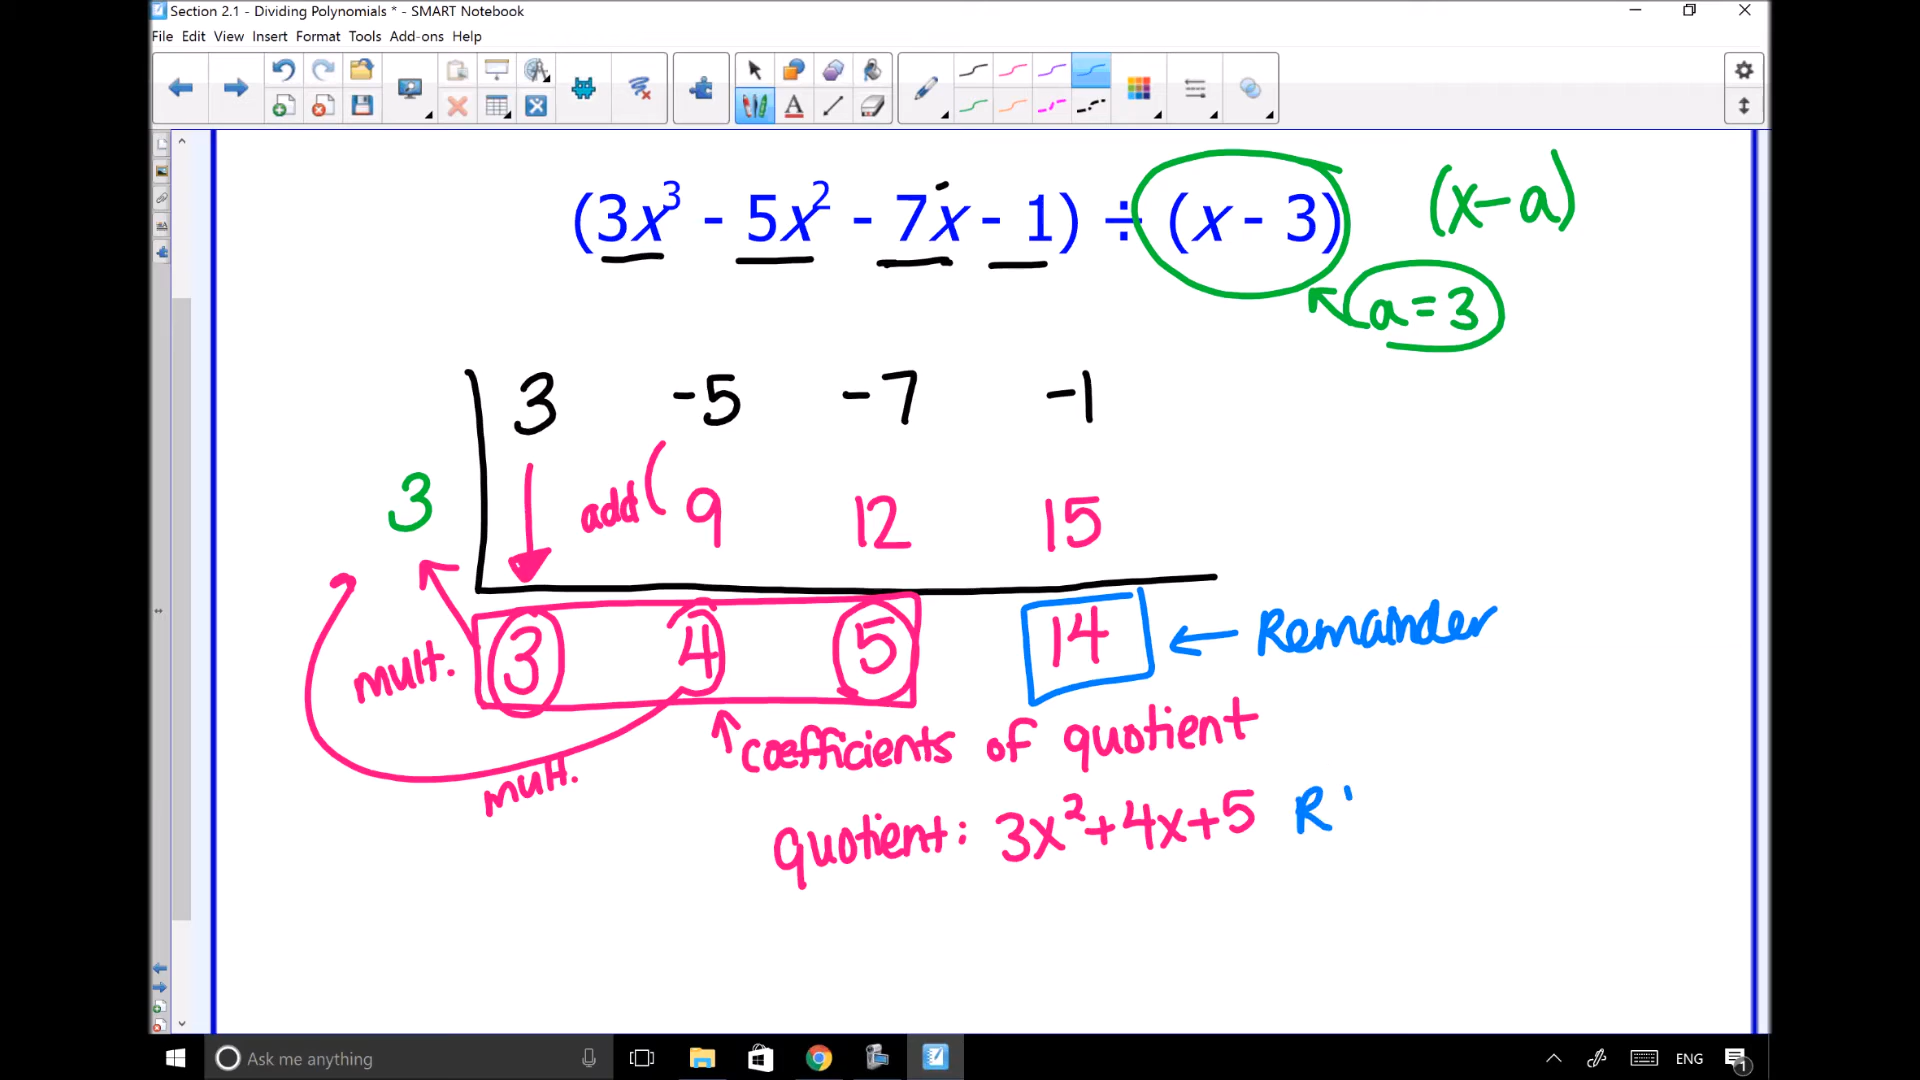 Section 2.1 - Dividing Polynomials * - SMART Notebook
File Edit View Insert Format Tools Add-ons Help
(3x³ - 5x² - 7x - 1) ÷ (x - 3) (x-a)
a=3
3 -5 -7 -1
3 add 9 12 15
mult. 3 4 5 14 ← Remainder
↑ coefficients of quotient
mult.
quotient: 3x²+4x+5 R
Ask me anything
ENG
1